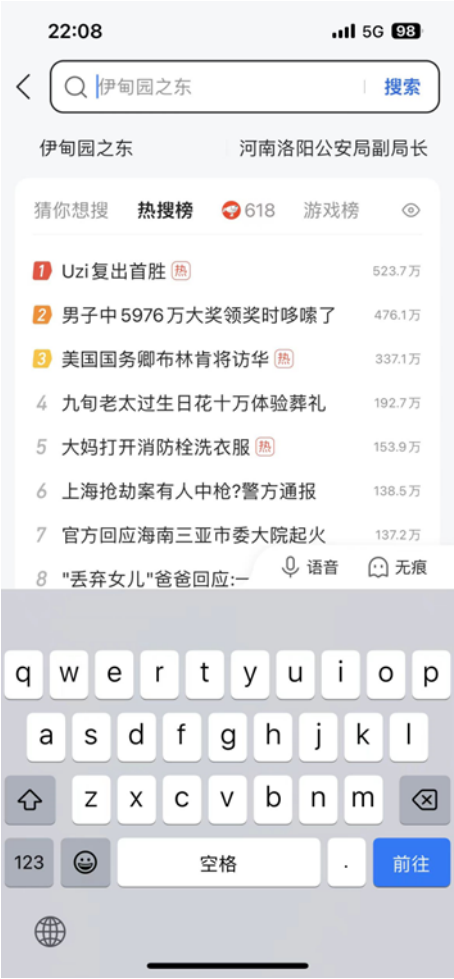 22:08 5G 98
伊甸园之东 搜索
伊甸园之东 河南洛阳公安局副局长
猜你想搜 热搜榜 618 游戏榜
1 Uzi复出首胜 热 523.7万
2 男子中5976万大奖领奖时哆嗦了 476.1万
3 美国国务卿布林肯将访华 热 337.1万
4 九旬老太过生日花十万体验葬礼 192.7万
5 大妈打开消防栓洗衣服 热 153.9万
6 上海抢劫案有人中枪?警方通报 138.5万
7 官方回应海南三亚市委大院起火 137.2万
8 "丢弃女儿"爸爸回应:一
语音 无痕
q w e r t y u i o p
a s d f g h j k l
z x c v b n m
123 空格 . 前往